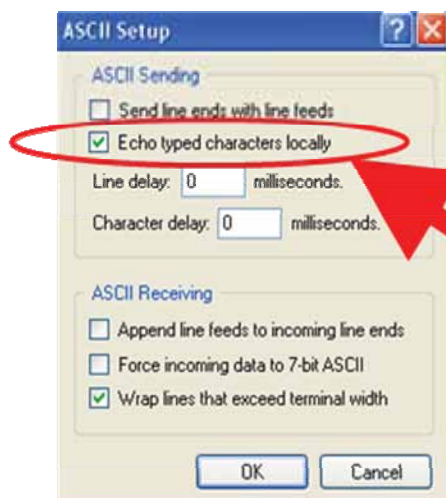 ASCII Setup
ASCII Sending
Send line ends with line feeds
Echo typed characters locally
Line delay: 0 milliseconds.
Character delay: 0 milliseconds.
ASCII Receiving
Append line feeds to incoming line ends
Force incoming data to 7-bit ASCII
Wrap lines that exceed terminal width
OK Cancel